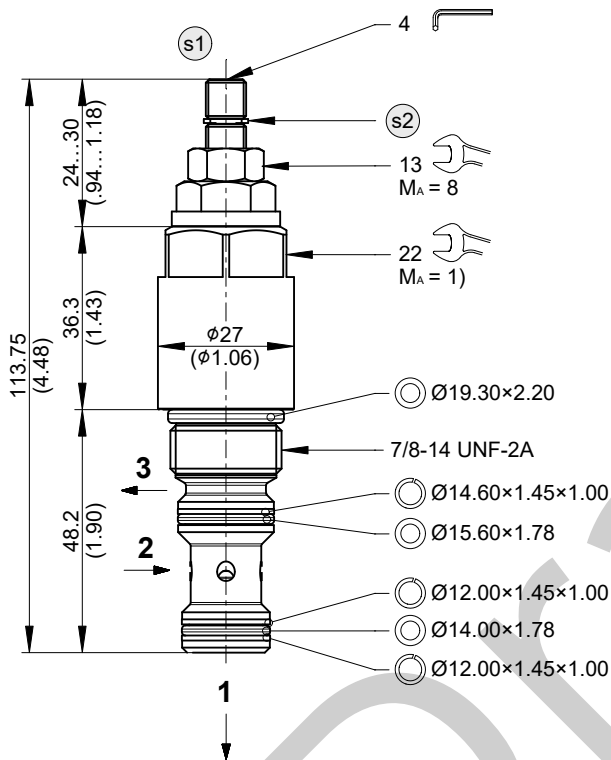 s1
4
s2
13
Mᴀ = 8
22
Mᴀ = 1)
24...30
(.94...1.18)
36.3
(1.43)
113.75
(4.48)
48.2
(1.90)
ϕ27
(ϕ1.06)
Ø19.30×2.20
7/8-14 UNF-2A
3
Ø14.60×1.45×1.00
Ø15.60×1.78
2
Ø12.00×1.45×1.00
Ø14.00×1.78
Ø12.00×1.45×1.00
1